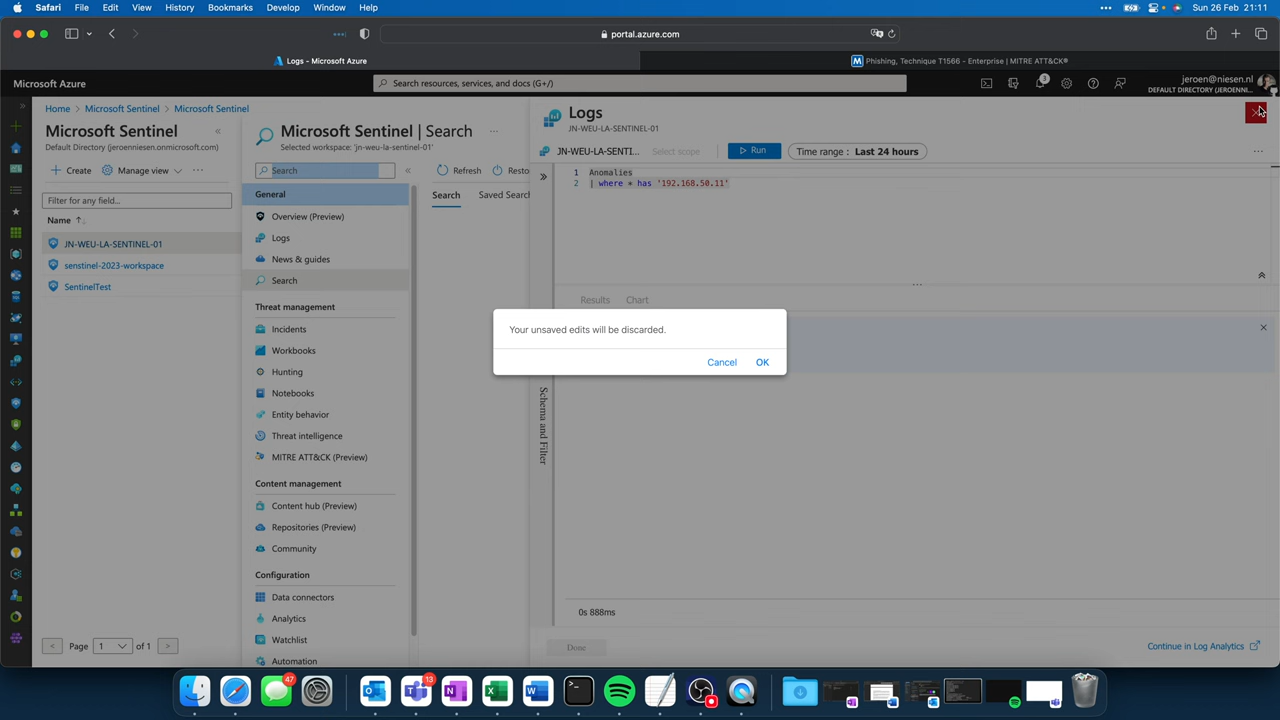 Safari File Edit View History Bookmarks Develop Window Help
Sun 26 Feb 21:11
portal.azure.com
Logs - Microsoft Azure
Phishing, Technique T1566 - Enterprise | MITRE ATT&CK®
Microsoft Azure
Search resources, services, and docs (G+/)
3
jeroen@niesen.nl
DEFAULT DIRECTORY (JEROENNI...
Home > Microsoft Sentinel > Microsoft Sentinel
Microsoft Sentinel
Default Directory (jeroenniesen.onmicrosoft.com)
Create
Manage view
Filter for any field...
Name
JN-WEU-LA-SENTINEL-01
senstinel-2023-workspace
SentinelTest
Page 1 of 1
Microsoft Sentinel | Search
Selected workspace: 'jn-weu-la-sentinel-01'
Search
General
Overview (Preview)
Logs
News & guides
Search
Threat management
Incidents
Workbooks
Hunting
Notebooks
Entity behavior
Threat intelligence
MITRE ATT&CK (Preview)
Content management
Content hub (Preview)
Repositories (Preview)
Community
Configuration
Data connectors
Analytics
Watchlist
Automation
Refresh
Resto
Search
Saved Searc
Logs
JN-WEU-LA-SENTINEL-01
JN-WEU-LA-SENTI...
Select scope
Run
Time range : Last 24 hours
1 Anomalies
2 | where * has '192.168.50.11'
Results
Chart
Your unsaved edits will be discarded.
Cancel
OK
Schema and Filter
0s 888ms
Done
Continue in Log Analytics
47
13